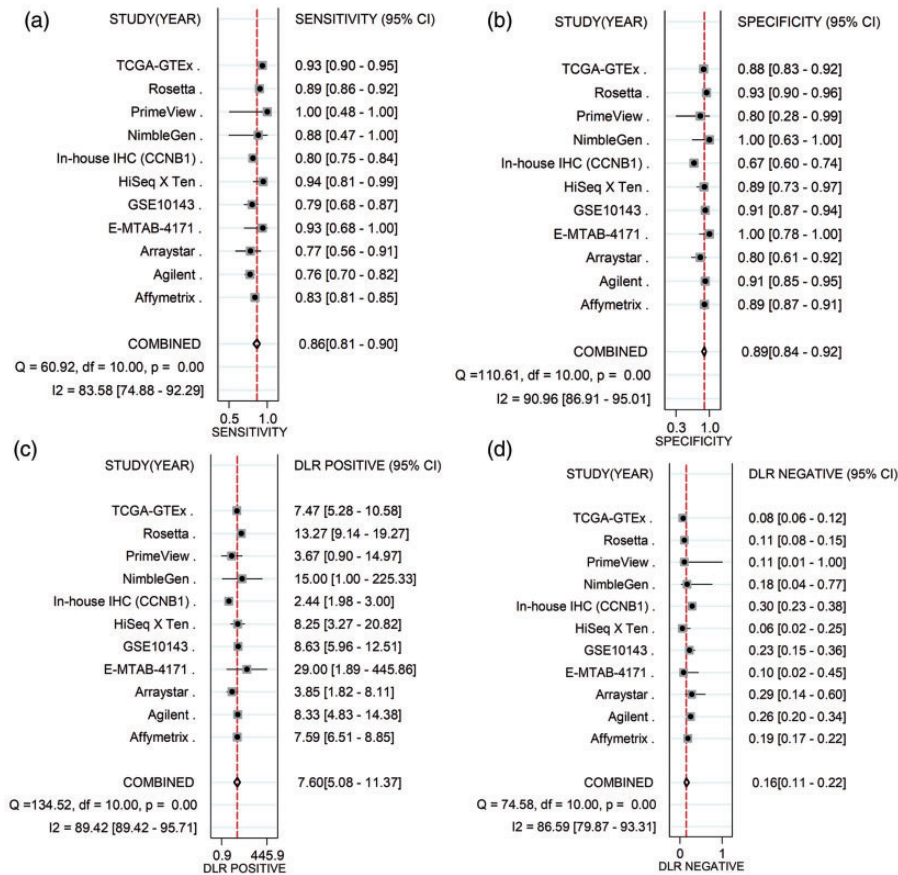 (a)
STUDY(YEAR) SENSITIVITY (95% CI)
TCGA-GTEx . 0.93 [0.90 - 0.95]
Rosetta . 0.89 [0.86 - 0.92]
PrimeView . 1.00 [0.48 - 1.00]
NimbleGen . 0.88 [0.47 - 1.00]
In-house IHC (CCNB1) . 0.80 [0.75 - 0.84]
HiSeq X Ten . 0.94 [0.81 - 0.99]
GSE10143 . 0.79 [0.68 - 0.87]
E-MTAB-4171 . 0.93 [0.68 - 1.00]
Arraystar . 0.77 [0.56 - 0.91]
Agilent . 0.76 [0.70 - 0.82]
Affymetrix . 0.83 [0.81 - 0.85]
COMBINED 0.86[0.81 - 0.90]
Q = 60.92, df = 10.00, p = 0.00
I2 = 83.58 [74.88 - 92.29]
0.5 1.0
SENSITIVITY
(b)
STUDY(YEAR) SPECIFICITY (95% CI)
TCGA-GTEx . 0.88 [0.83 - 0.92]
Rosetta . 0.93 [0.90 - 0.96]
PrimeView . 0.80 [0.28 - 0.99]
NimbleGen . 1.00 [0.63 - 1.00]
In-house IHC (CCNB1) . 0.67 [0.60 - 0.74]
HiSeq X Ten . 0.89 [0.73 - 0.97]
GSE10143 . 0.91 [0.87 - 0.94]
E-MTAB-4171 . 1.00 [0.78 - 1.00]
Arraystar . 0.80 [0.61 - 0.92]
Agilent . 0.91 [0.85 - 0.95]
Affymetrix . 0.89 [0.87 - 0.91]
COMBINED 0.89[0.84 - 0.92]
Q =110.61, df = 10.00, p = 0.00
I2 = 90.96 [86.91 - 95.01]
0.3 1.0
SPECIFICITY
(c)
STUDY(YEAR) DLR POSITIVE (95% CI)
TCGA-GTEx . 7.47 [5.28 - 10.58]
Rosetta . 13.27 [9.14 - 19.27]
PrimeView . 3.67 [0.90 - 14.97]
NimbleGen . 15.00 [1.00 - 225.33]
In-house IHC (CCNB1) . 2.44 [1.98 - 3.00]
HiSeq X Ten . 8.25 [3.27 - 20.82]
GSE10143 . 8.63 [5.96 - 12.51]
E-MTAB-4171 . 29.00 [1.89 - 445.86]
Arraystar . 3.85 [1.82 - 8.11]
Agilent . 8.33 [4.83 - 14.38]
Affymetrix . 7.59 [6.51 - 8.85]
COMBINED 7.60[5.08 - 11.37]
Q =134.52, df = 10.00, p = 0.00
I2 = 89.42 [89.42 - 95.71]
0.9 445.9
DLR POSITIVE
(d)
STUDY(YEAR) DLR NEGATIVE (95% CI)
TCGA-GTEx . 0.08 [0.06 - 0.12]
Rosetta . 0.11 [0.08 - 0.15]
PrimeView . 0.11 [0.01 - 1.00]
NimbleGen . 0.18 [0.04 - 0.77]
In-house IHC (CCNB1) . 0.30 [0.23 - 0.38]
HiSeq X Ten . 0.06 [0.02 - 0.25]
GSE10143 . 0.23 [0.15 - 0.36]
E-MTAB-4171 . 0.10 [0.02 - 0.45]
Arraystar . 0.29 [0.14 - 0.60]
Agilent . 0.26 [0.20 - 0.34]
Affymetrix . 0.19 [0.17 - 0.22]
COMBINED 0.16[0.11 - 0.22]
Q = 74.58, df = 10.00, p = 0.00
I2 = 86.59 [79.87 - 93.31]
0 1
DLR NEGATIVE